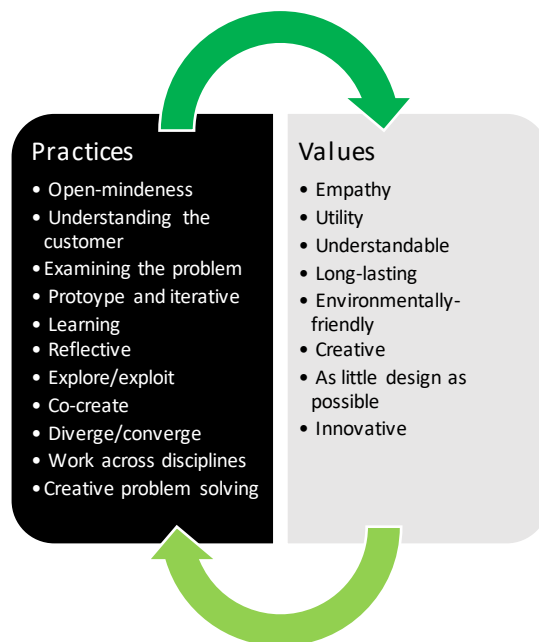 Practices
• Open-mindeness
• Understanding the
customer
• Examining the problem
• Protoype and iterative
• Learning
• Reflective
• Explore/exploit
• Co-create
• Diverge/converge
• Work across disciplines
• Creative problem solving
Values
• Empathy
• Utility
• Understandable
• Long-lasting
• Environmentally-
friendly
• Creative
• As little design as
possible
• Innovative